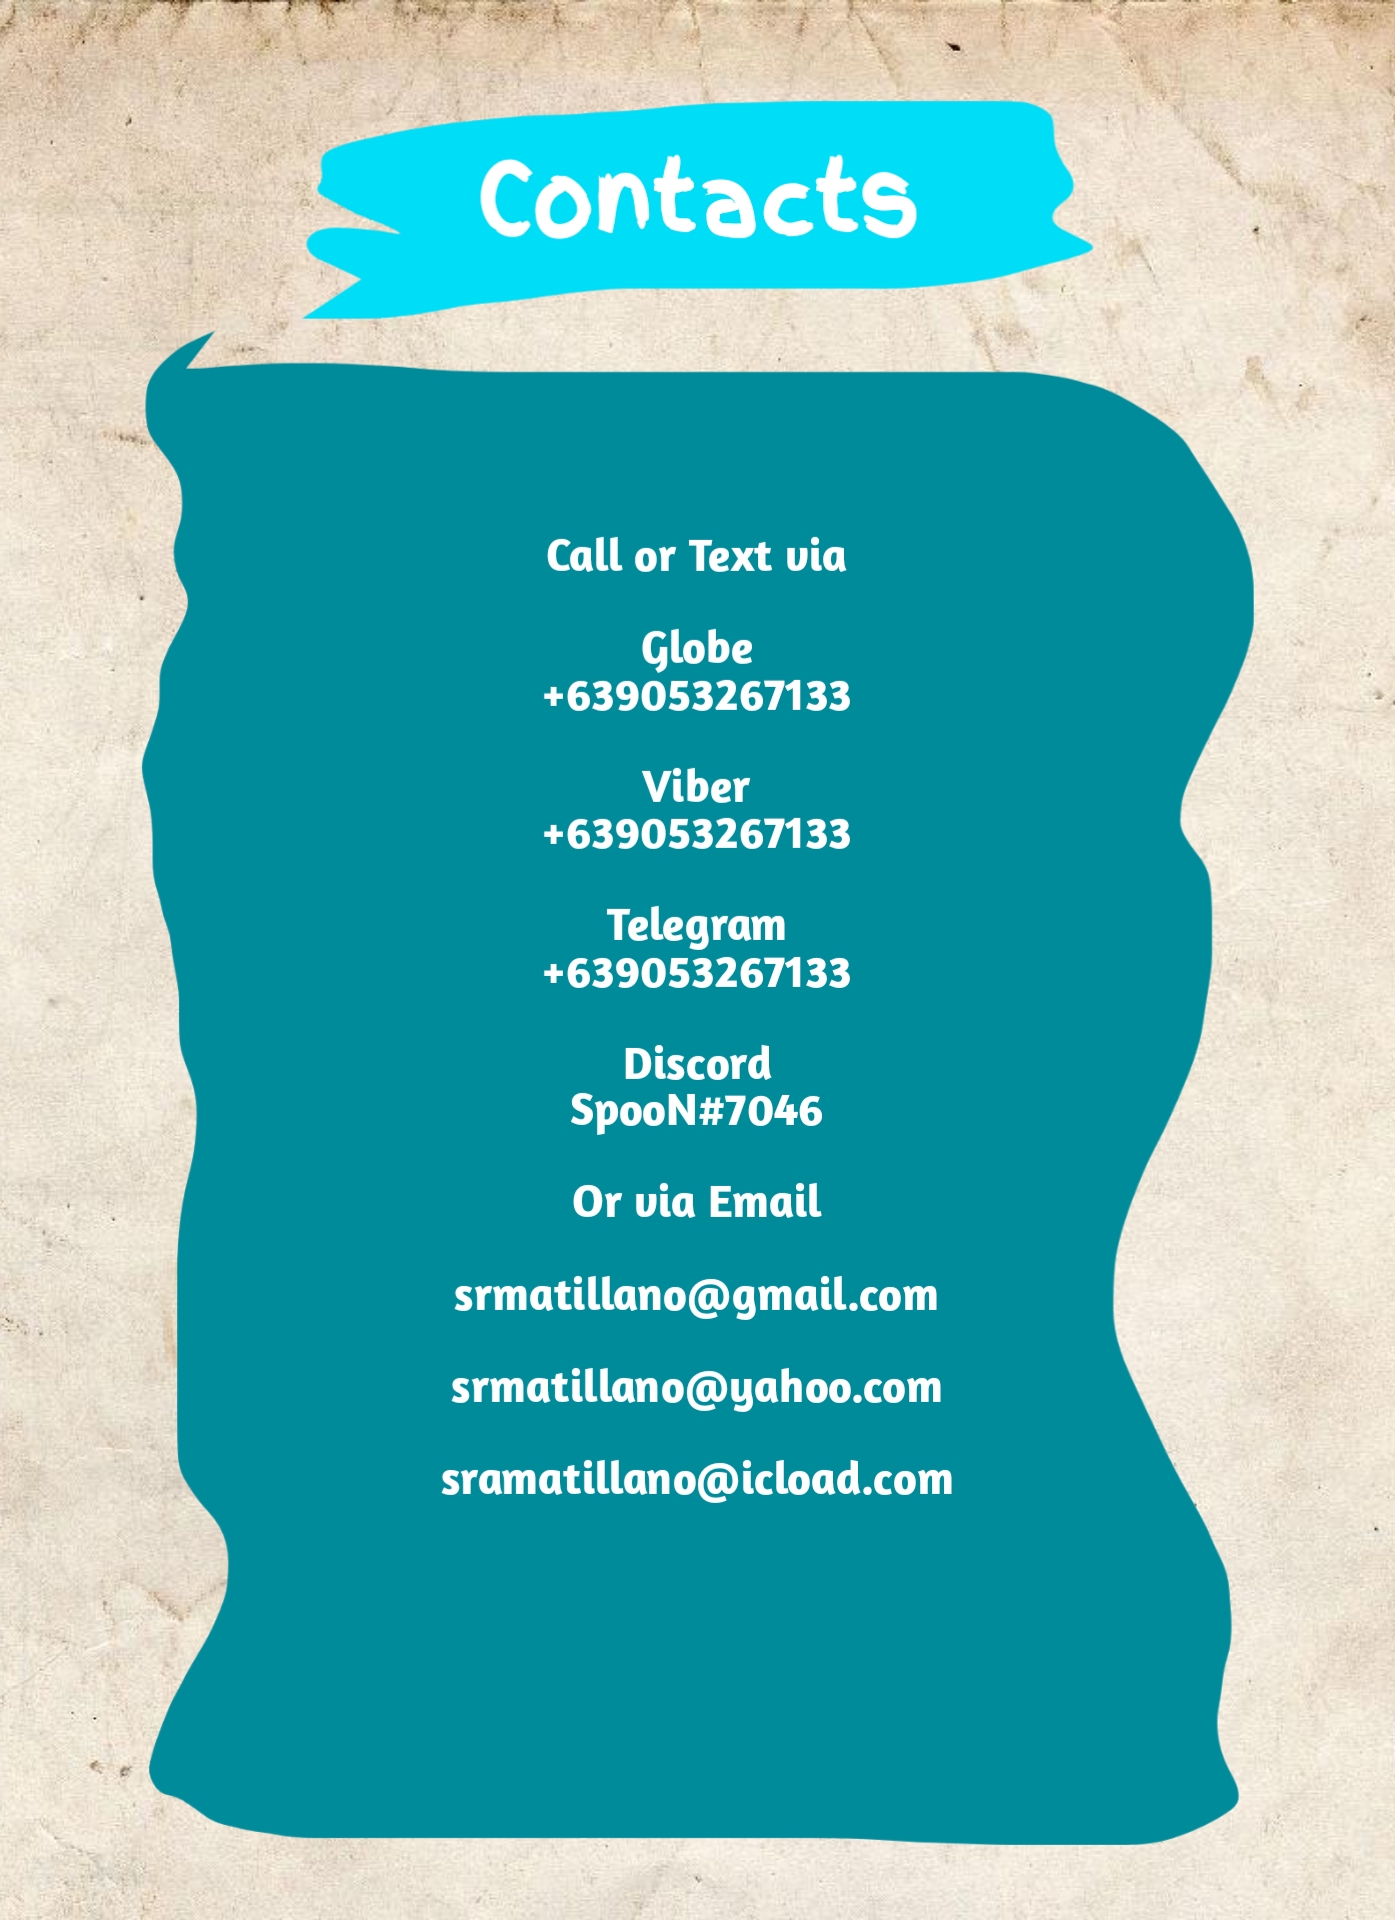 Contacts
Call or Text via
Globe
+639053267133
Viber
+639053267133
Telegram
+639053267133
Discord
SpooN#7046
Or via Email
srmatillano@gmail.com
srmatillano@yahoo.com
sramatillano@icload.com